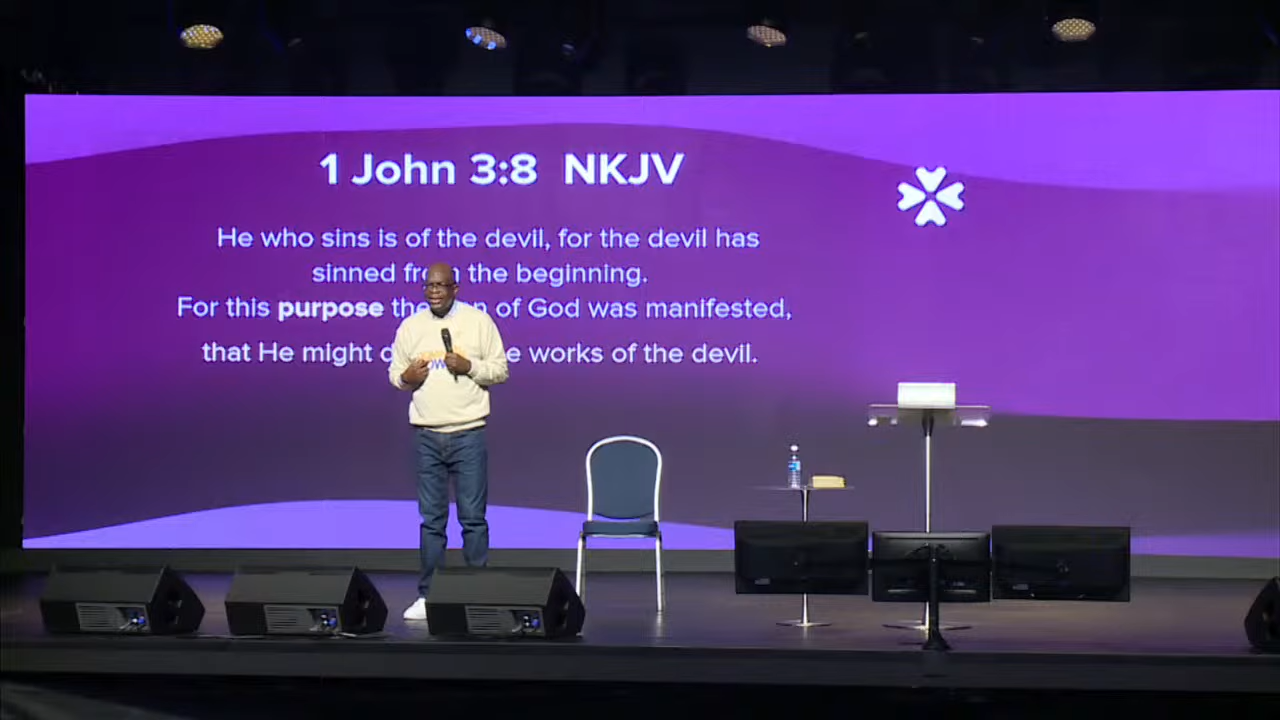 1 John 3:8 NKJV
He who sins is of the devil, for the devil has
sinned the beginning.
For this purpose of God was manifested,
that He might works of the devil.